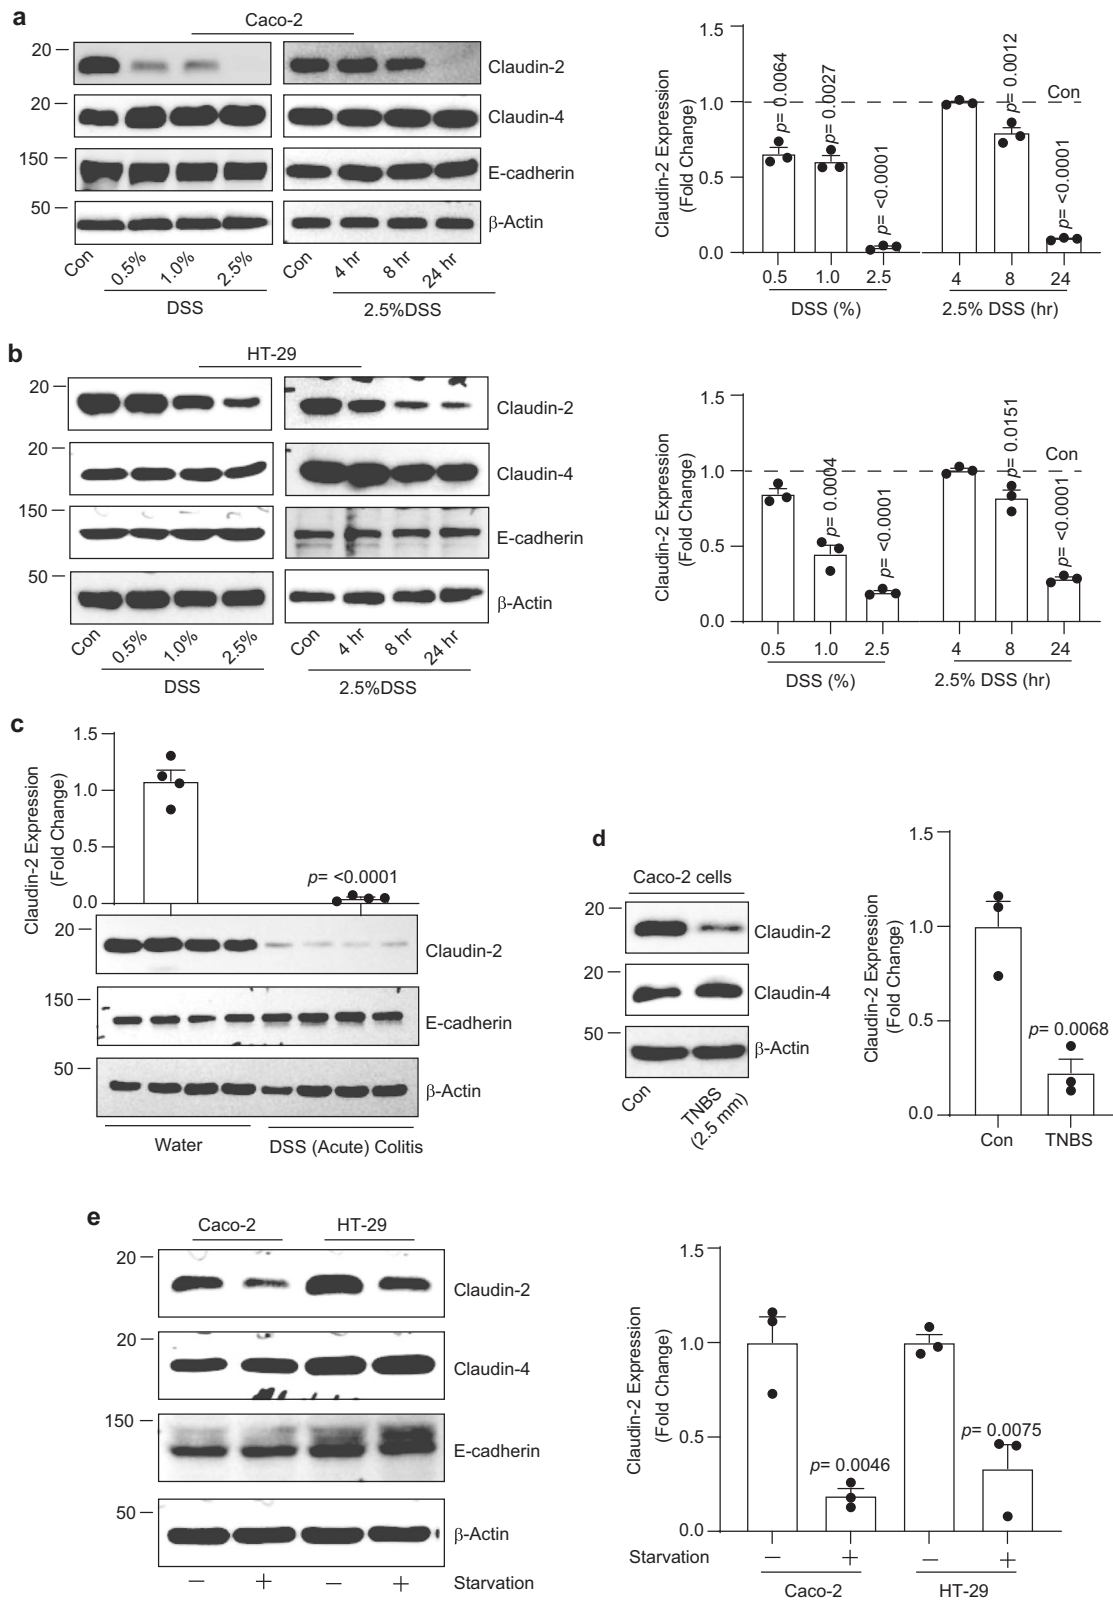 a
Caco-2
20
Claudin-2
20
Claudin-4
150
E-cadherin
50
β-Actin
Con 0.5% 1.0% 2.5% Con 4 hr 8 hr 24 hr
DSS 2.5%DSS
Claudin-2 Expression
(Fold Change)
1.5
1.0
0.5
0.0
p= 0.0064
p= 0.0027
p= <0.0001
p= 0.0012
p= <0.0001
Con
0.5 1.0 2.5 4 8 24
DSS (%) 2.5% DSS (hr)
b
HT-29
20
Claudin-2
20
Claudin-4
150
E-cadherin
50
β-Actin
Con 0.5% 1.0% 2.5% Con 4 hr 8 hr 24 hr
DSS 2.5%DSS
Claudin-2 Expression
(Fold Change)
1.5
1.0
0.5
0.0
p= 0.0004
p= <0.0001
p= 0.0151
p= <0.0001
Con
0.5 1.0 2.5 4 8 24
DSS (%) 2.5% DSS (hr)
c
Claudin-2 Expression
(Fold Change)
1.5
1.0
0.5
0.0
p= <0.0001
20
Claudin-2
150
E-cadherin
50
β-Actin
Water DSS (Acute) Colitis
d
Caco-2 cells
20
Claudin-2
20
Claudin-4
50
β-Actin
Con TNBS
(2.5 mm)
Claudin-2 Expression
(Fold Change)
1.5
1.0
0.5
0.0
p= 0.0068
Con TNBS
e
Caco-2 HT-29
20
Claudin-2
20
Claudin-4
150
E-cadherin
50
β-Actin
− + − + Starvation
Claudin-2 Expression
(Fold Change)
1.5
1.0
0.5
0.0
p= 0.0046
p= 0.0075
Starvation − + − +
Caco-2 HT-29